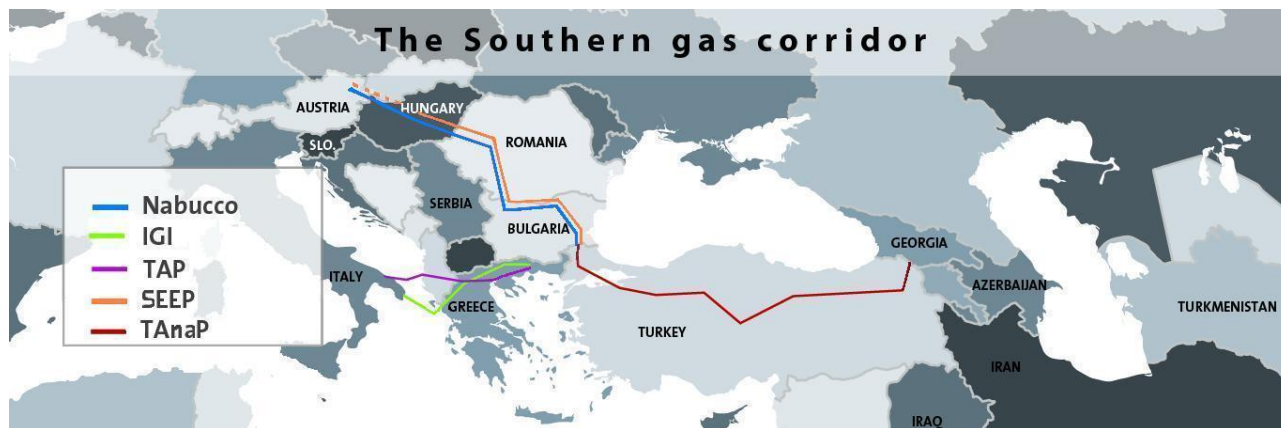 The Southern gas corridor
AUSTRIA
HUNGARY
SLO.
ROMANIA
Nabucco
IGI
TAP
SEEP
TAnaP
SERBIA
BULGARIA
ITALY
GREECE
TURKEY
GEORGIA
AZERBAIJAN
TURKMENISTAN
IRAN
IRAQ